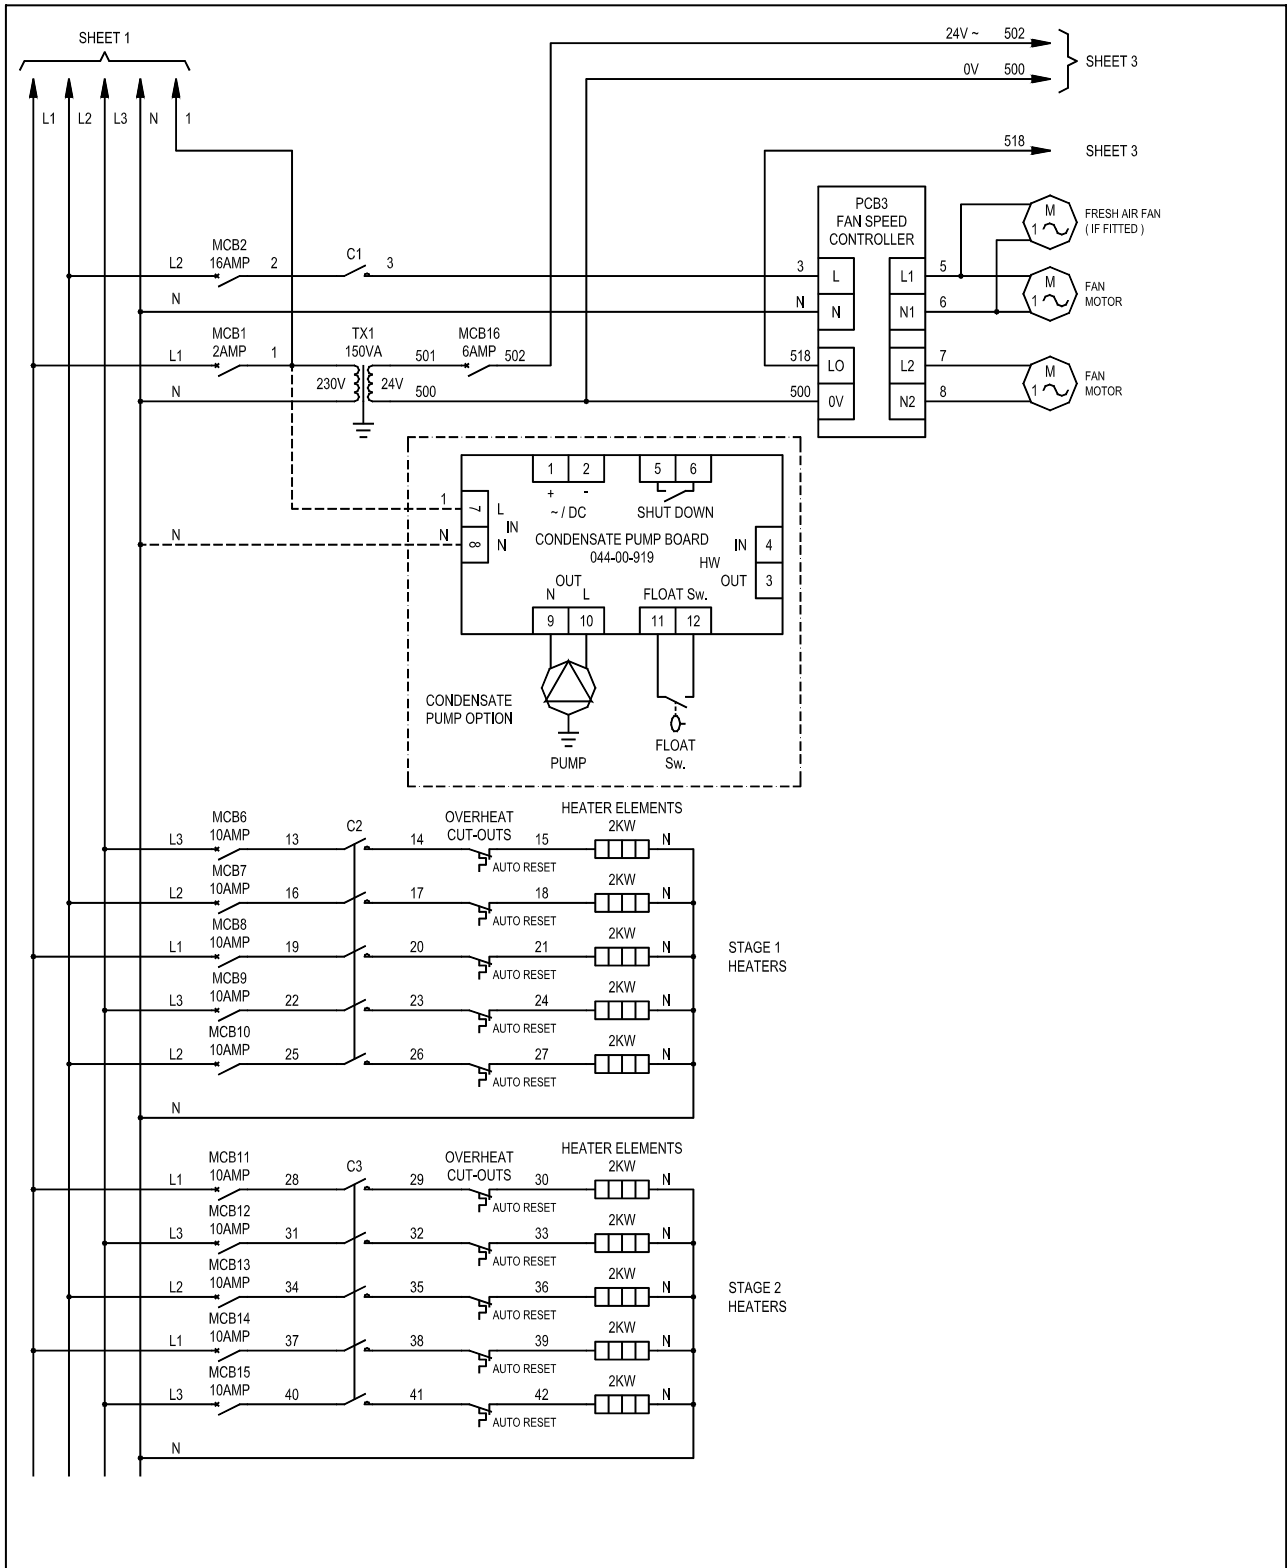 SHEET 1
24V ~ 502
SHEET 3
0V 500
L1 L2 L3 N 1
518
SHEET 3
PCB3
FAN SPEED
CONTROLLER
M
1
FRESH AIR FAN
( IF FITTED )
MCB2
16AMP
L2 2 C1 3
3 L L1 5
M
1
FAN
MOTOR
N
N N N1 6
MCB1
2AMP
L1 1
TX1
150VA
230V 24V
501
MCB16
6AMP
502
518 LO L2 7
M
1
FAN
MOTOR
N
500
500 0V N2 8
1 2 5 6
+ -
~ / DC
SHUT DOWN
1 7 L
IN
N N 8 N
CONDENSATE PUMP BOARD
044-00-919
IN 4
HW
OUT 3
OUT
N L
FLOAT Sw.
9 10 11 12
CONDENSATE
PUMP OPTION
PUMP
FLOAT
Sw.
MCB6
10AMP
L3 13 C2 14
OVERHEAT
CUT-OUTS
15
HEATER ELEMENTS
2KW
N
AUTO RESET
MCB7
10AMP
L2 16 17 18 2KW N
AUTO RESET
MCB8
10AMP
L1 19 20 21 2KW N
AUTO RESET
STAGE 1
HEATERS
MCB9
10AMP
L3 22 23 24 2KW N
AUTO RESET
MCB10
10AMP
L2 25 26 27 2KW N
AUTO RESET
N
MCB11
10AMP
L1 28 C3 29
OVERHEAT
CUT-OUTS
30
HEATER ELEMENTS
2KW
N
AUTO RESET
MCB12
10AMP
L3 31 32 33 2KW N
AUTO RESET
MCB13
10AMP
L2 34 35 36 2KW N
AUTO RESET
STAGE 2
HEATERS
MCB14
10AMP
L1 37 38 39 2KW N
AUTO RESET
MCB15
10AMP
L3 40 41 42 2KW N
AUTO RESET
N